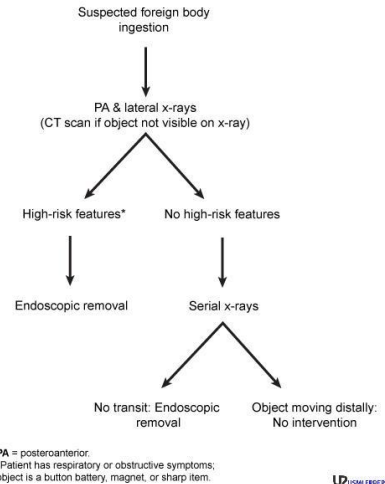 Suspected foreign body
ingestion
PA & lateral x-rays
(CT scan if object not visible on x-ray)
High-risk features*
No high-risk features
Endoscopic removal
Serial x-rays
No transit: Endoscopic
removal
Object moving distally:
No intervention
PA = posteroanterior.
Patient has respiratory or obstructive symptoms;
object is a button battery, magnet, or sharp item.